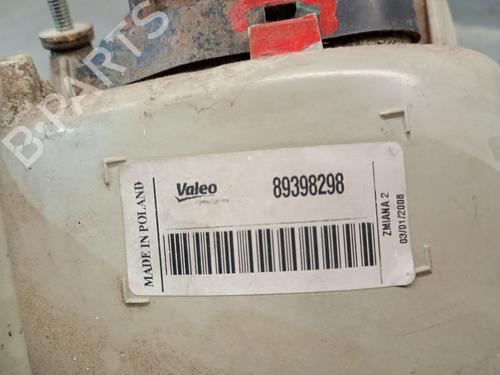 B-PARTS
MADE IN POLAND
Valeo
89398298
ZMIANA 2
03/01/2008